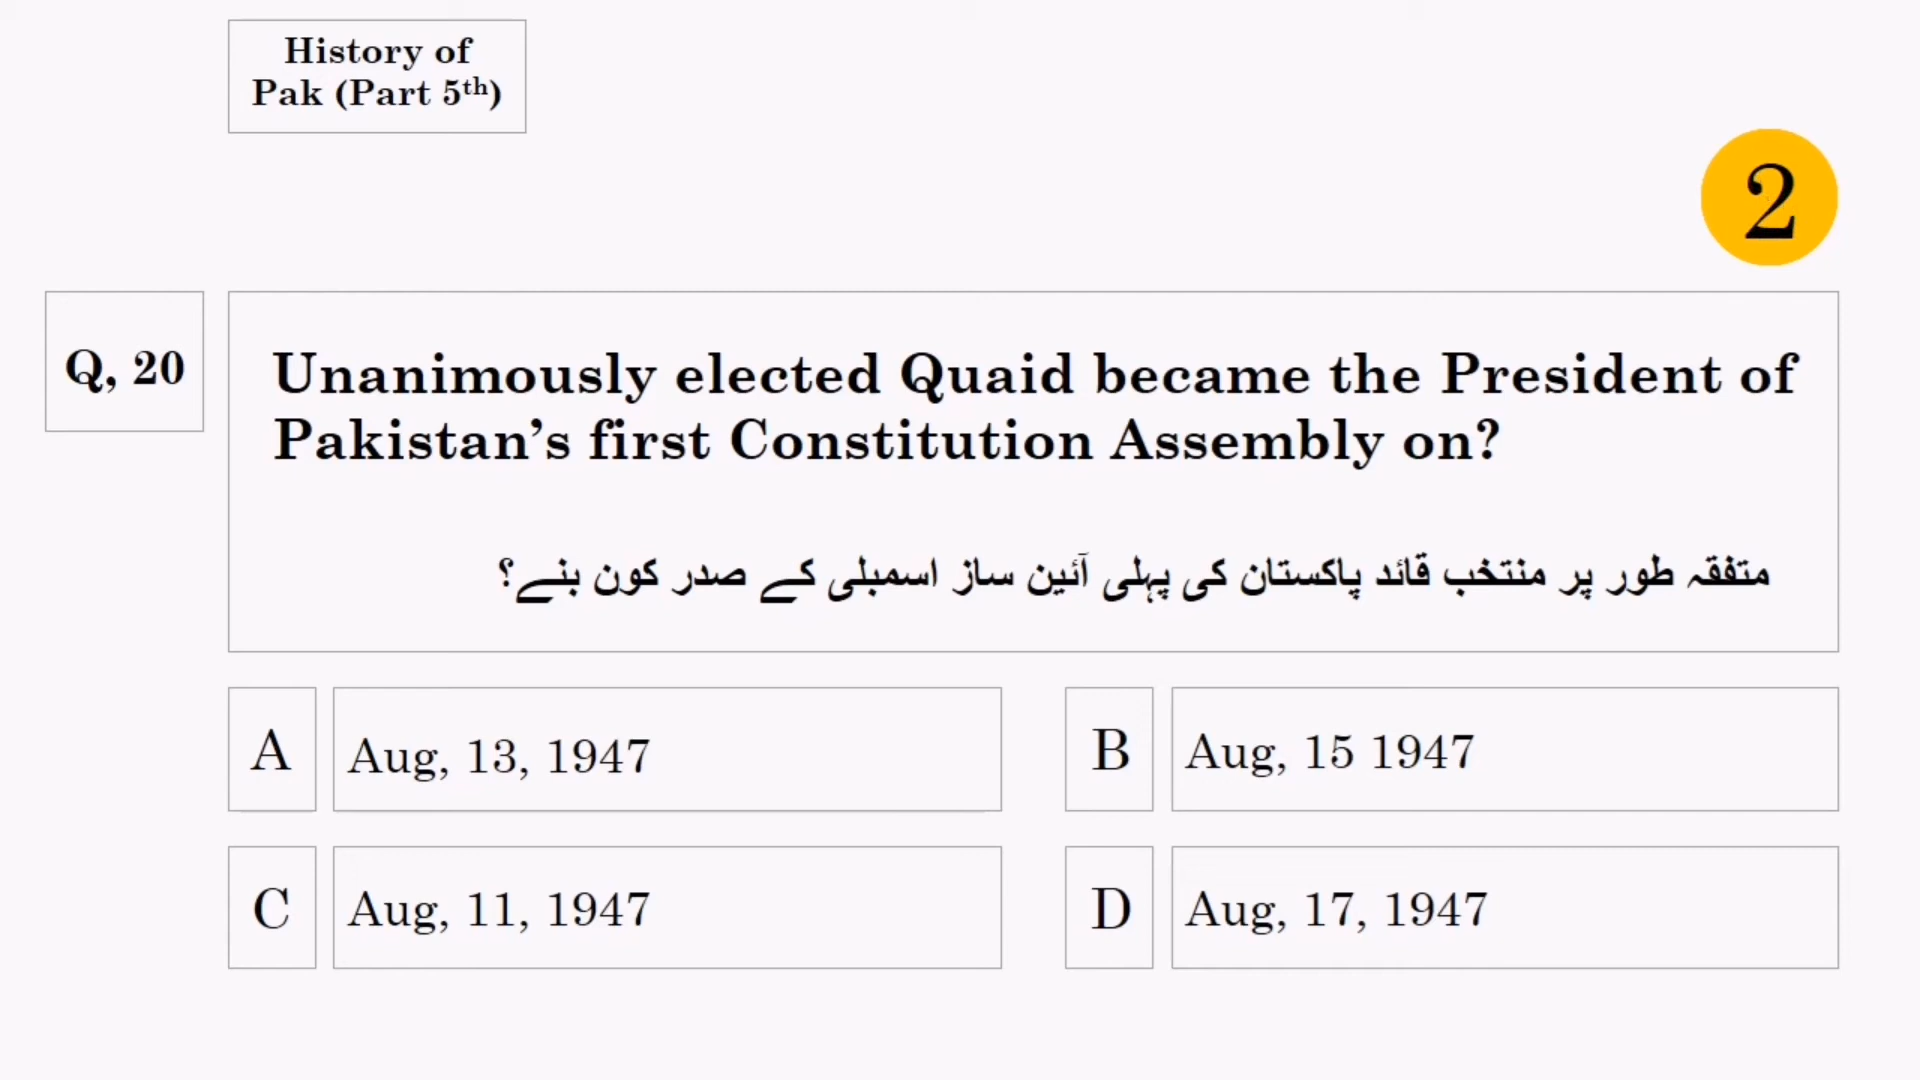 History of
Pak (Part 5th)
2
Q, 20
Unanimously elected Quaid became the President of
Pakistan’s first Constitution Assembly on?
متفقہ طور پر منتخب قائد پاکستان کی پہلی آئین ساز اسمبلی کے صدر کون بنے؟
A
Aug, 13, 1947
B
Aug, 15 1947
C
Aug, 11, 1947
D
Aug, 17, 1947